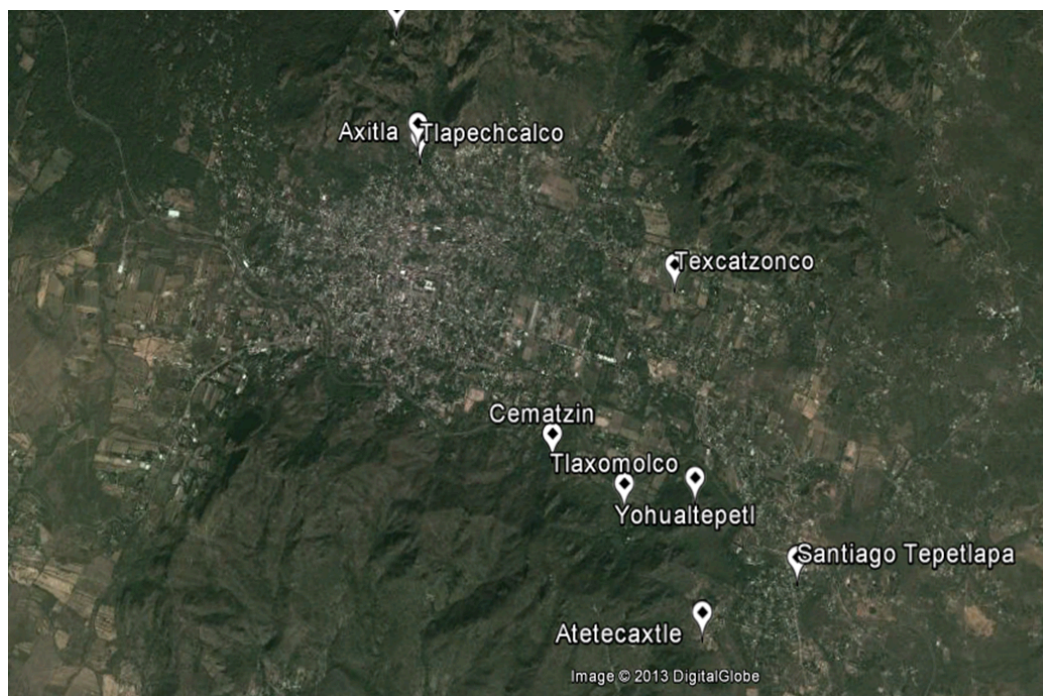 Axitla
Tlapechcalco
Texcatzonco
Cematzin
Tlaxomolco
Yohualtepetl
Santiago Tepetlapa
Atetecaxtle
Image © 2013 DigitalGlobe